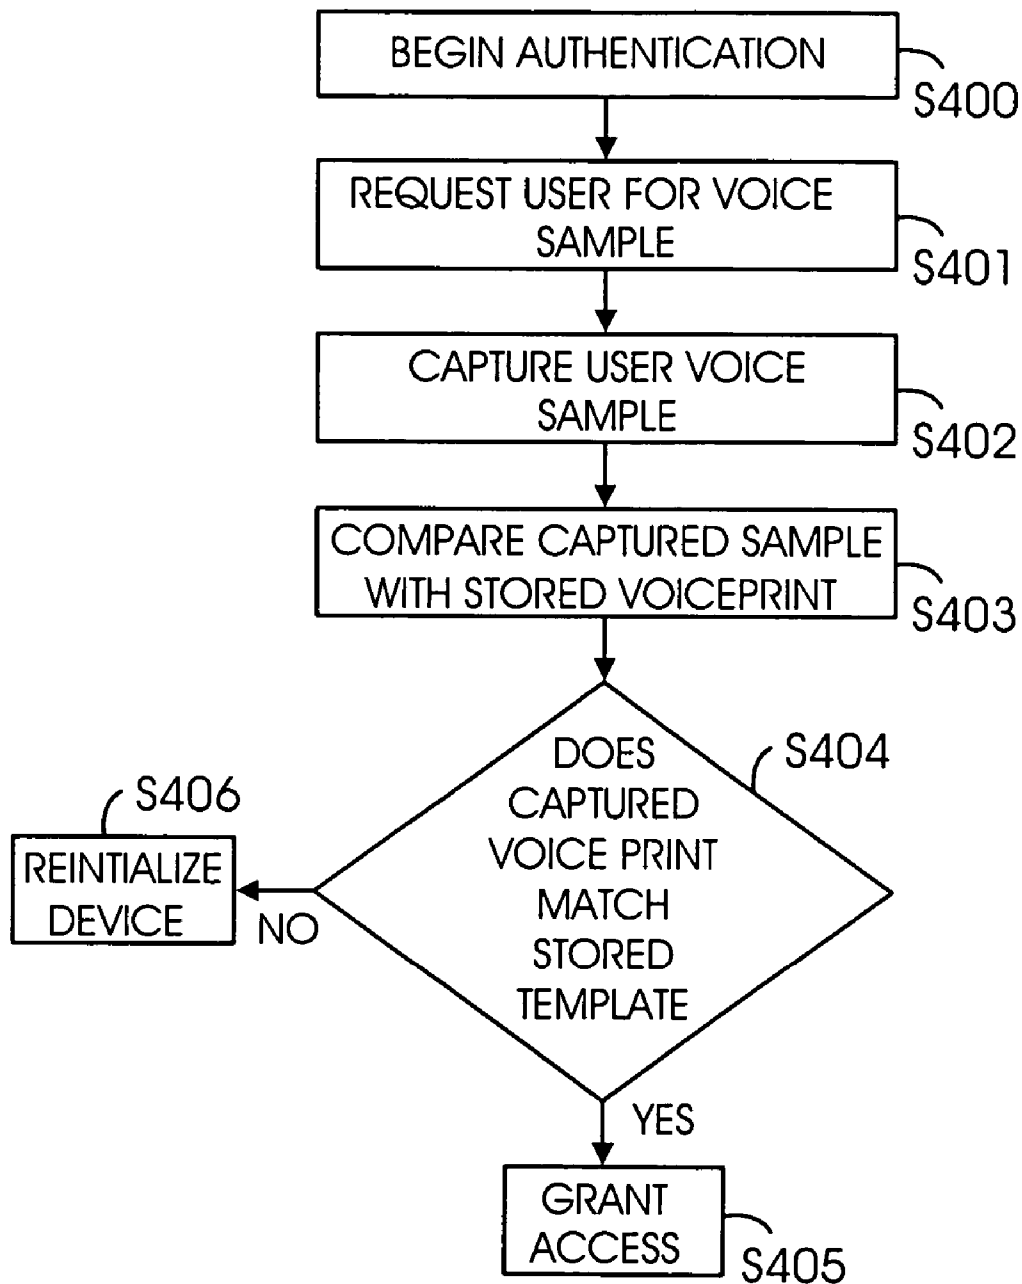 BEGIN AUTHENTICATION
S400
REQUEST USER FOR VOICE
SAMPLE
S401
CAPTURE USER VOICE
SAMPLE
S402
COMPARE CAPTURED SAMPLE
WITH STORED VOICEPRINT
S403
DOES
CAPTURED
VOICE PRINT
MATCH
STORED
TEMPLATE
S404
S406
REINTIALIZE
DEVICE
NO
YES
GRANT
ACCESS
S405